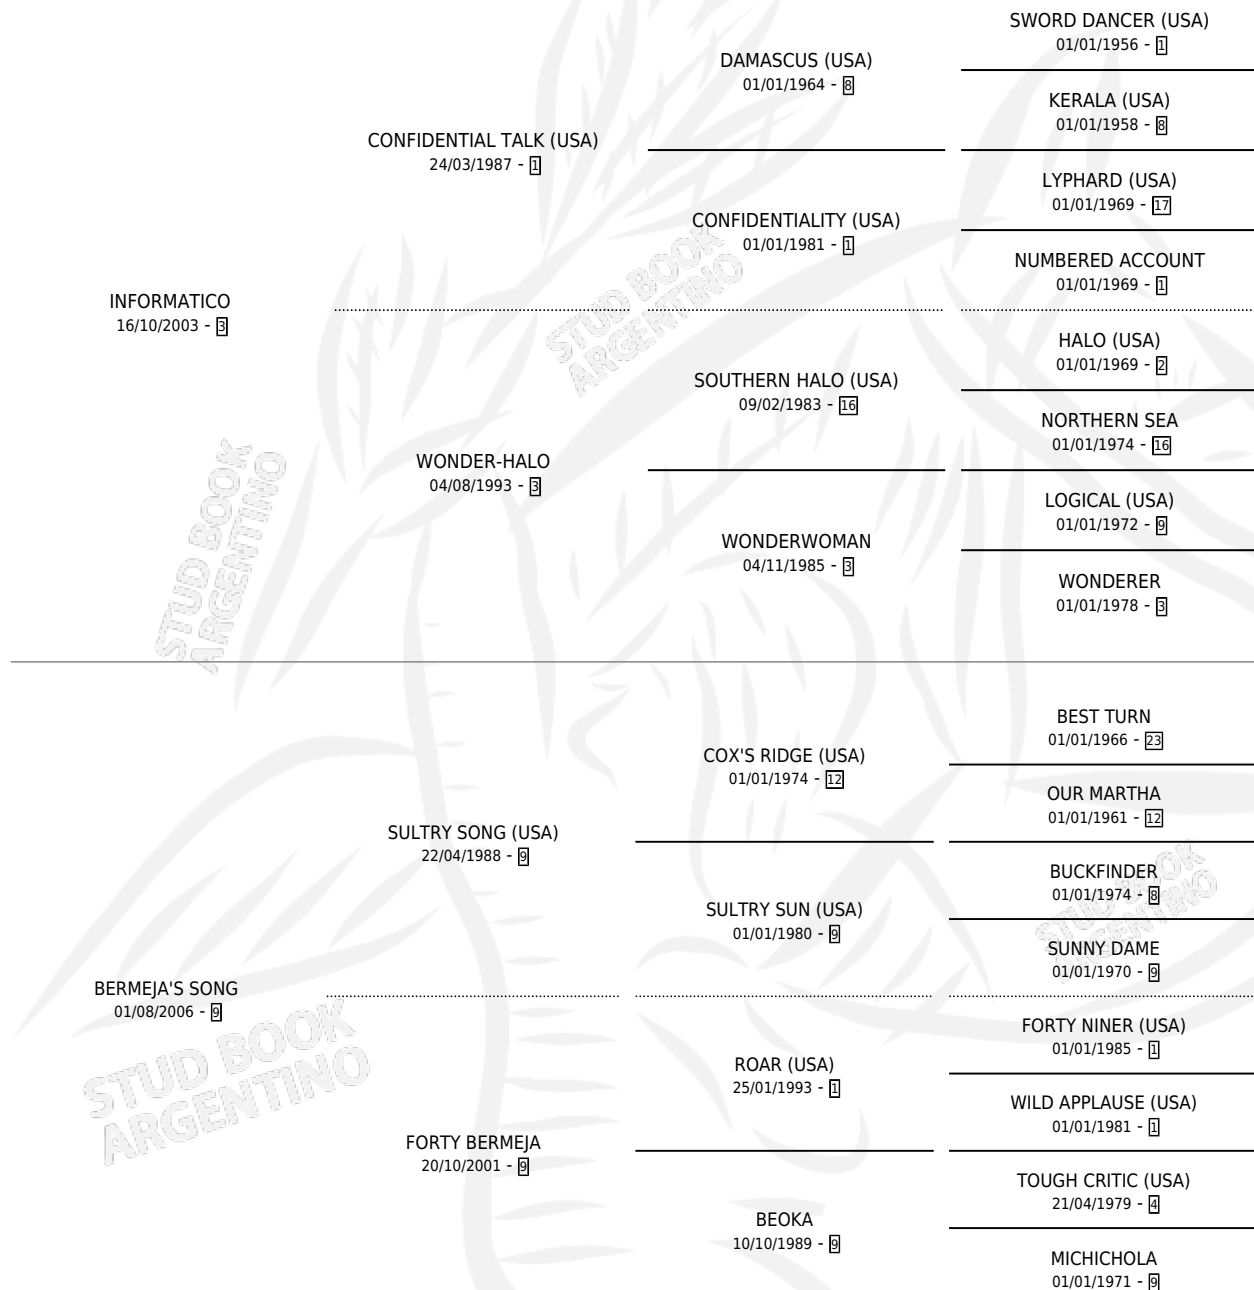 SWORD DANCER (USA)
01/01/1956 - 1
DAMASCUS (USA)
01/01/1964 - 8
KERALA (USA)
01/01/1958 - 8
CONFIDENTIAL TALK (USA)
24/03/1987 - 1
LYPHARD (USA)
01/01/1969 - 17
CONFIDENTIALITY (USA)
01/01/1981 - 1
NUMBERED ACCOUNT
01/01/1969 - 1
INFORMATICO
16/10/2003 - 3
HALO (USA)
01/01/1969 - 2
SOUTHERN HALO (USA)
09/02/1983 - 16
NORTHERN SEA
01/01/1974 - 16
WONDER-HALO
04/08/1993 - 3
LOGICAL (USA)
01/01/1972 - 9
WONDERWOMAN
04/11/1985 - 3
WONDERER
01/01/1978 - 3
BEST TURN
01/01/1966 - 23
COX'S RIDGE (USA)
01/01/1974 - 12
OUR MARTHA
01/01/1961 - 12
SULTRY SONG (USA)
22/04/1988 - 9
BUCKFINDER
01/01/1974 - 8
SULTRY SUN (USA)
01/01/1980 - 9
SUNNY DAME
01/01/1970 - 9
BERMEJA'S SONG
01/08/2006 - 9
FORTY NINER (USA)
01/01/1985 - 1
ROAR (USA)
25/01/1993 - 1
WILD APPLAUSE (USA)
01/01/1981 - 1
FORTY BERMEJA
20/10/2001 - 9
TOUGH CRITIC (USA)
21/04/1979 - 4
BEOKA
10/10/1989 - 9
MICHICHOLA
01/01/1971 - 9
STUD BOOK
ARGENTINO
STUD BOOK
ARGENTINO
STUD BOOK
ARGENTINO
STUD BOOK
ARGENTINO